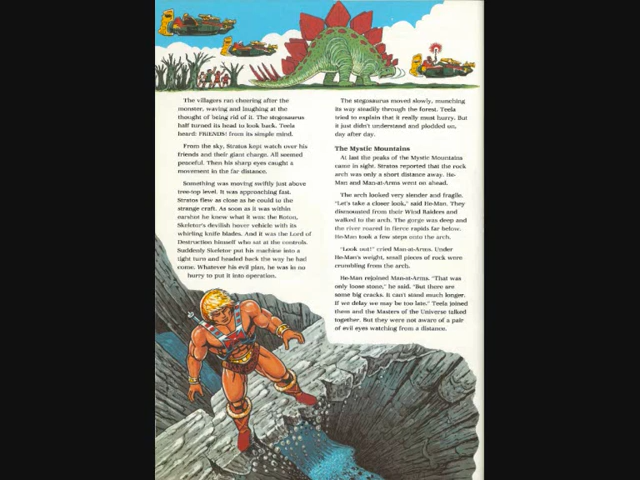 The villagers ran cheering after the
monster, waving and laughing at the
thought of being rid of it. The stegosaurus
half turned its head to look back. Teela
heard: FRIENDS! from its simple mind.
From the sky, Stratos kept watch over his
friends and their giant charge. All seemed
peaceful. Then his sharp eyes caught a
movement in the far distance.
Something was moving swiftly just above
tree-top level. It was approaching fast.
Stratos flew as close as he could to the
strange craft. As soon as it was within
earshot he knew what it was: the Roton,
Skeletor's devilish hover vehicle with its
whirling knife blades. And it was the Lord of
Destruction himself who sat at the controls.
Suddenly Skeletor put his machine into a
tight turn and headed back the way he had
come. Whatever his evil plan, he was in no
hurry to put it into operation.
The stegosaurus moved slowly, munching
its way steadily through the forest. Teela
tried to explain that it really must hurry. But
it just didn't understand and plodded on,
day after day.
The Mystic Mountains
At last the peaks of the Mystic Mountains
came in sight. Stratos reported that the rock
arch was only a short distance away. He-
Man and Man-at-Arms went on ahead.
The arch looked very slender and fragile.
"Let's take a closer look," said He-Man. They
dismounted from their Wind Raiders and
walked to the arch. The gorge was deep and
the river roared in fierce rapids far below.
He-Man took a few steps onto the arch.
"Look out!" cried Man-at-Arms. Under
He-Man's weight, small pieces of rock were
crumbling from the arch.
He-Man rejoined Man-at-Arms. "That was
only loose stone," he said. "But there are
some big cracks. It can't stand much longer.
If we delay we may be too late." Teela joined
them and the Masters of the Universe talked
together. But they were not aware of a pair
of evil eyes watching from a distance.